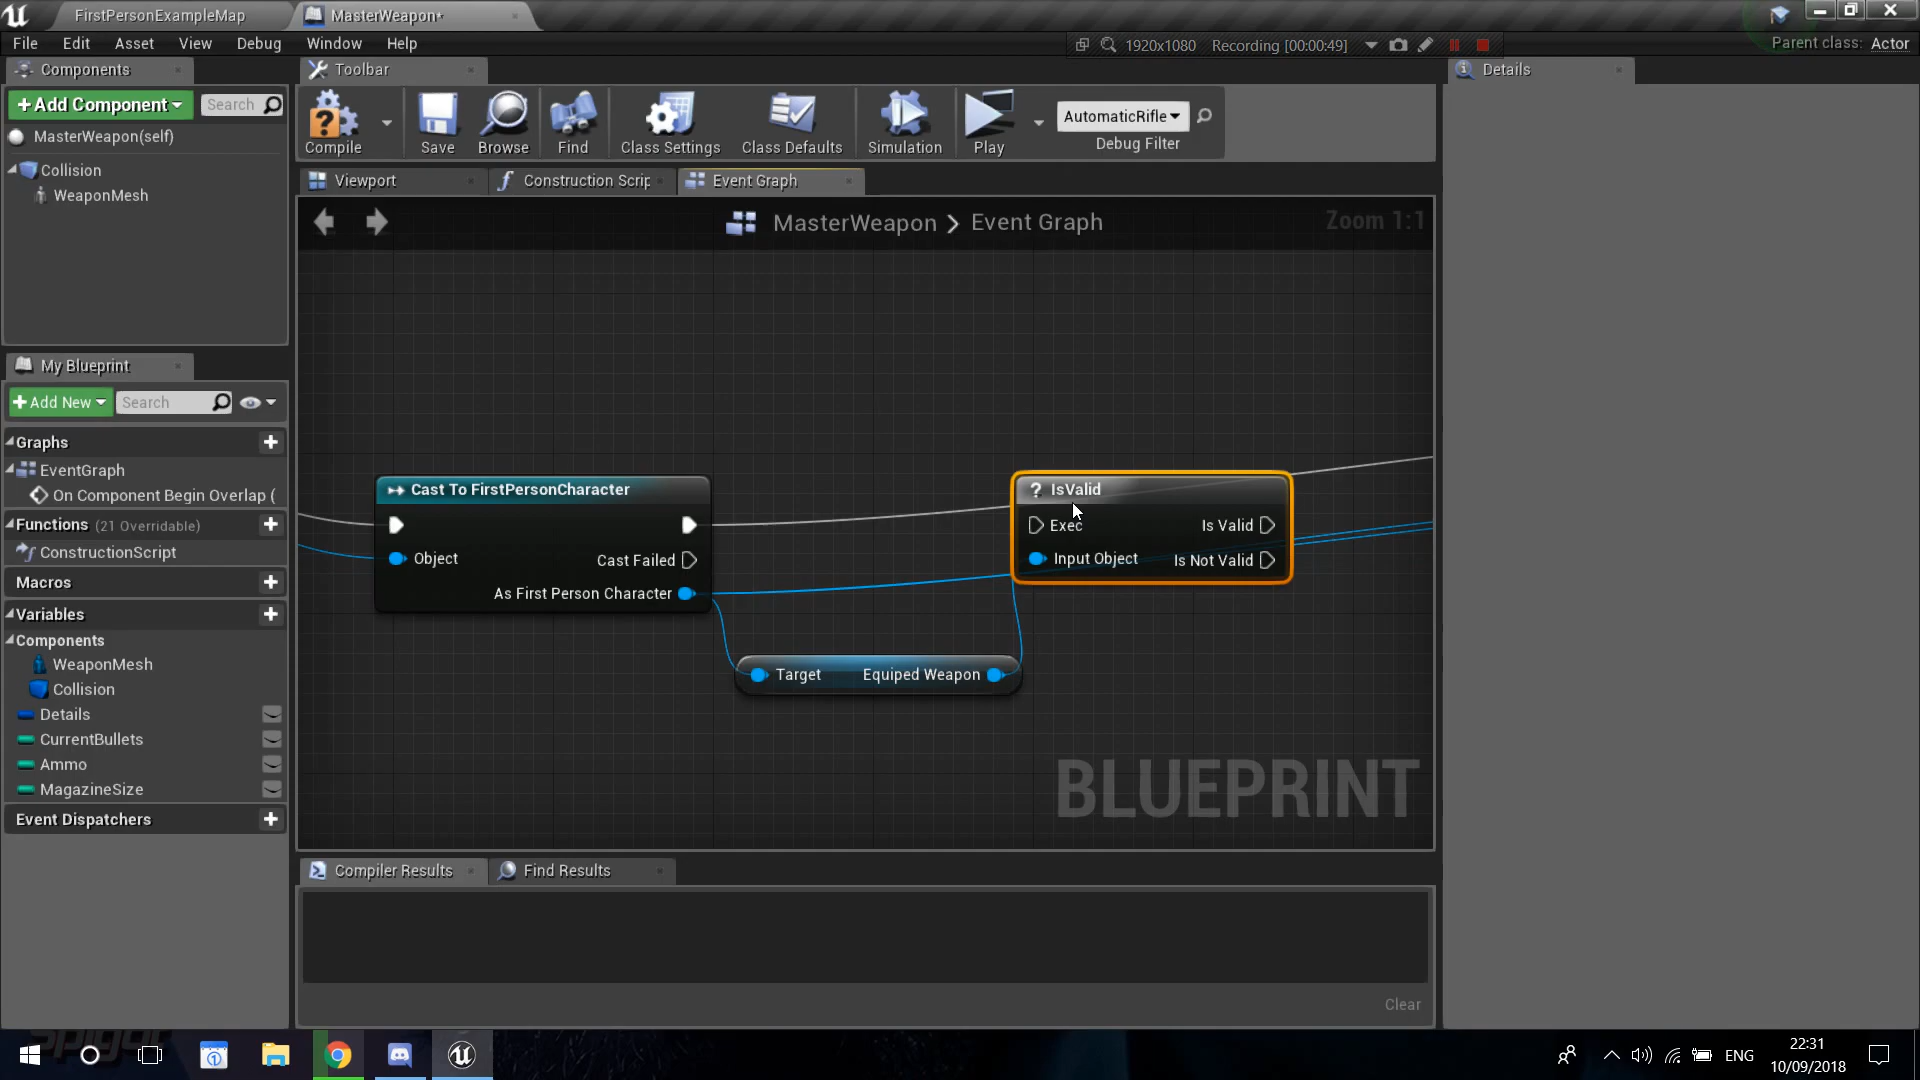 FirstPersonExampleMap
MasterWeapon*
File Edit Asset View Debug Window Help
1920x1080 Recording [00:00:49]
Parent class: Actor
Components
Toolbar
Details
+Add Component
Search
MasterWeapon(self)
Collision
WeaponMesh
Compile
Save
Browse
Find
Class Settings
Class Defaults
Simulation
Play
AutomaticRifle
Debug Filter
Viewport
Construction Scrip
Event Graph
MasterWeapon > Event Graph
Zoom 1:1
My Blueprint
+Add New
Search
Graphs
EventGraph
On Component Begin Overlap (
Functions (21 Overridable)
ConstructionScript
Macros
Variables
Components
WeaponMesh
Collision
Details
CurrentBullets
Ammo
MagazineSize
Event Dispatchers
Cast To FirstPersonCharacter
Object
Cast Failed
As First Person Character
Target Equiped Weapon
? IsValid
Exec Is Valid
Input Object Is Not Valid
BLUEPRINT
Compiler Results
Find Results
Clear
ENG
22:31
10/09/2018